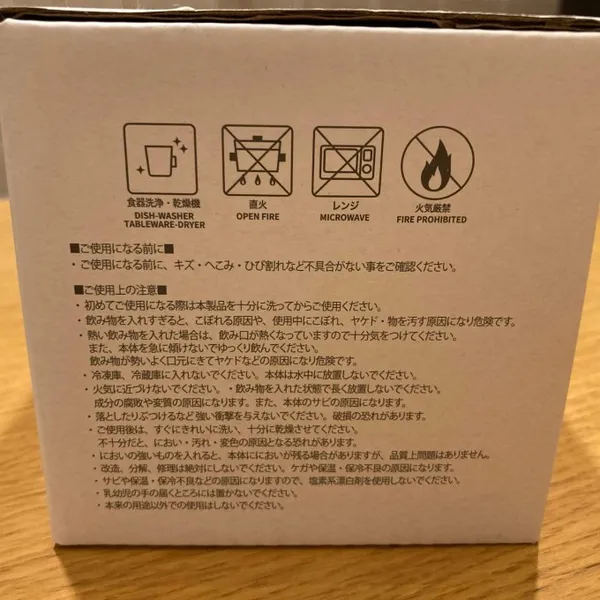 食器洗浄・乾燥機
DISH-WASHER
TABLEWARE-DRYER
直火
OPEN FIRE
レンジ
MICROWAVE
火気厳禁
FIRE PROHIBITED
■ご使用になる前に■
・ご使用になる前に、キズ・へこみ・ひび割れなど不具合がない事をご確認ください。
■ご使用上の注意■
・初めてご使用になる際は本製品を十分に洗ってからご使用ください。
・飲み物を入れすぎると、こぼれる原因や、使用中にこぼれ、ヤケド・物を汚す原因になり危険です。
・熱い飲み物を入れた場合は、飲み口が熱くなっていますので十分気をつけてください。
また、本体を急に傾けないでゆっくり飲んでください。
飲み物が勢いよく口元にきてヤケドなどの原因になり危険です。
・冷凍庫、冷蔵庫に入れないでください。本体は水中に放置しないでください。
・火気に近づけないでください。・飲み物を入れた状態で長く放置しないでください。
成分の腐敗や変質の原因になります。また、本体のサビの原因になります。
・落としたりぶつけるなど強い衝撃を与えないでください。破損の恐れがあります。
・ご使用後は、すぐにきれいに洗い、十分に乾燥させてください。
不十分だと、におい・汚れ・変色の原因となる恐れがあります。
・においの強いものを入れると、本体ににおいが残る場合がありますが、品質上問題はありません。
・改造、分解、修理は絶対にしないでください。ケガや保温・保冷不良の原因になります。
・サビや保温・保冷不良などの原因になりますので、塩素系漂白剤を使用しないでください。
・乳幼児の手の届くところには置かないでください。
・本来の用途以外での使用はしないでください。